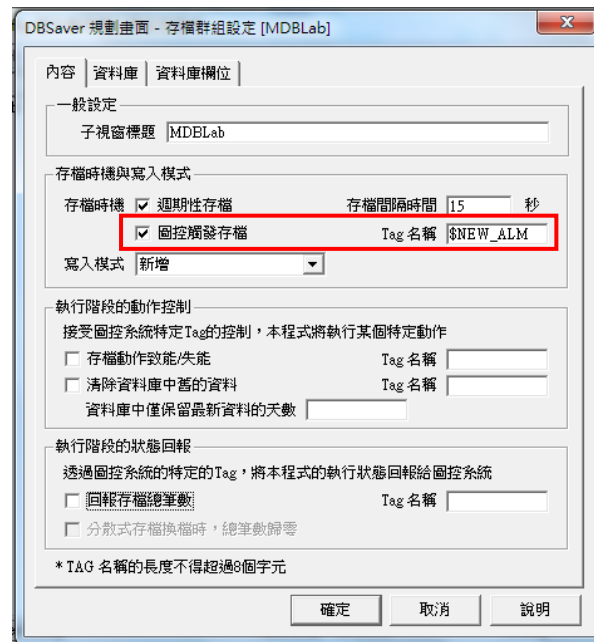 DBSaver 規劃畫面 - 存檔群組設定 [MDBLab]
內容 資料庫 資料庫欄位
一般設定
子視窗標題 MDBLab
存檔時機與寫入模式
存檔時機 週期性存檔 存檔間隔時間 15 秒
圖控觸發存檔 Tag 名稱 $NEW_ALM
寫入模式 新增
執行階段的動作控制
接受圖控系統特定Tag的控制，本程式將執行某個特定動作
存檔動作致能/失能 Tag 名稱
清除資料庫中舊的資料 Tag 名稱
資料庫中僅保留最新資料的天數
執行階段的狀態回報
透過圖控系統的特定的Tag，將本程式的執行狀態回報給圖控系統
回報存檔總筆數 Tag 名稱
分散式存檔換檔時，總筆數歸零
* TAG 名稱的長度不得超過8個字元
確定 取消 說明